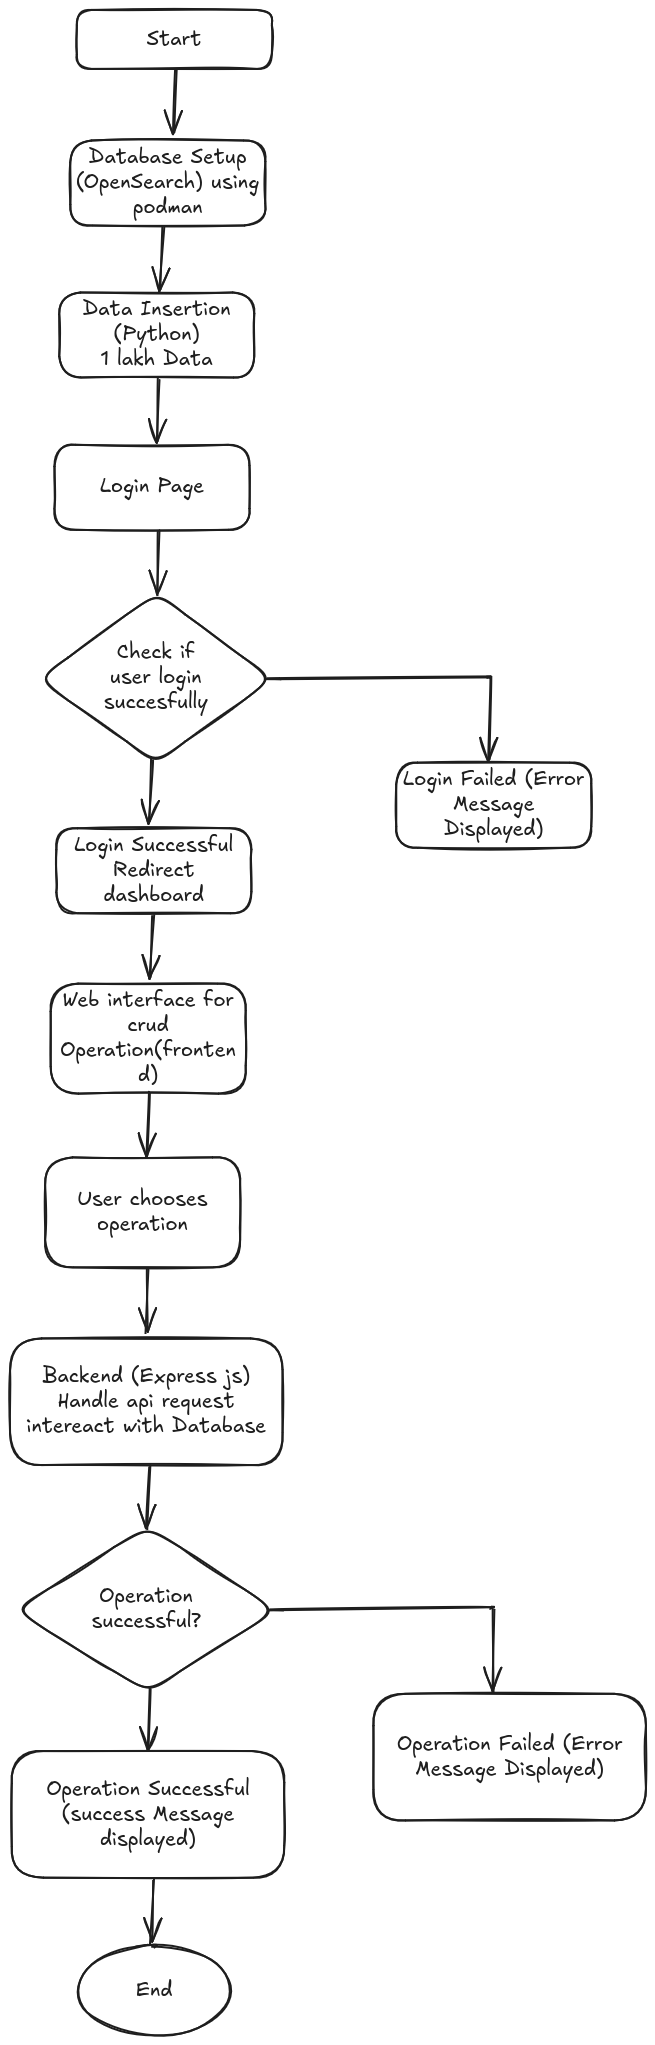 Start
Database Setup
(OpenSearch) using
podman
Data Insertion
(Python)
1 lakh Data
Login Page
Check if
user login
succesfully
Login Failed (Error
Message
Displayed)
Login Successful
Redirect
dashboard
Web interface for
crud
Operation(fronten
d)
User chooses
operation
Backend (Express js)
Handle api request
intereact with Database
Operation
successful?
Operation Failed (Error
Message Displayed)
Operation Successful
(success Message
displayed)
End